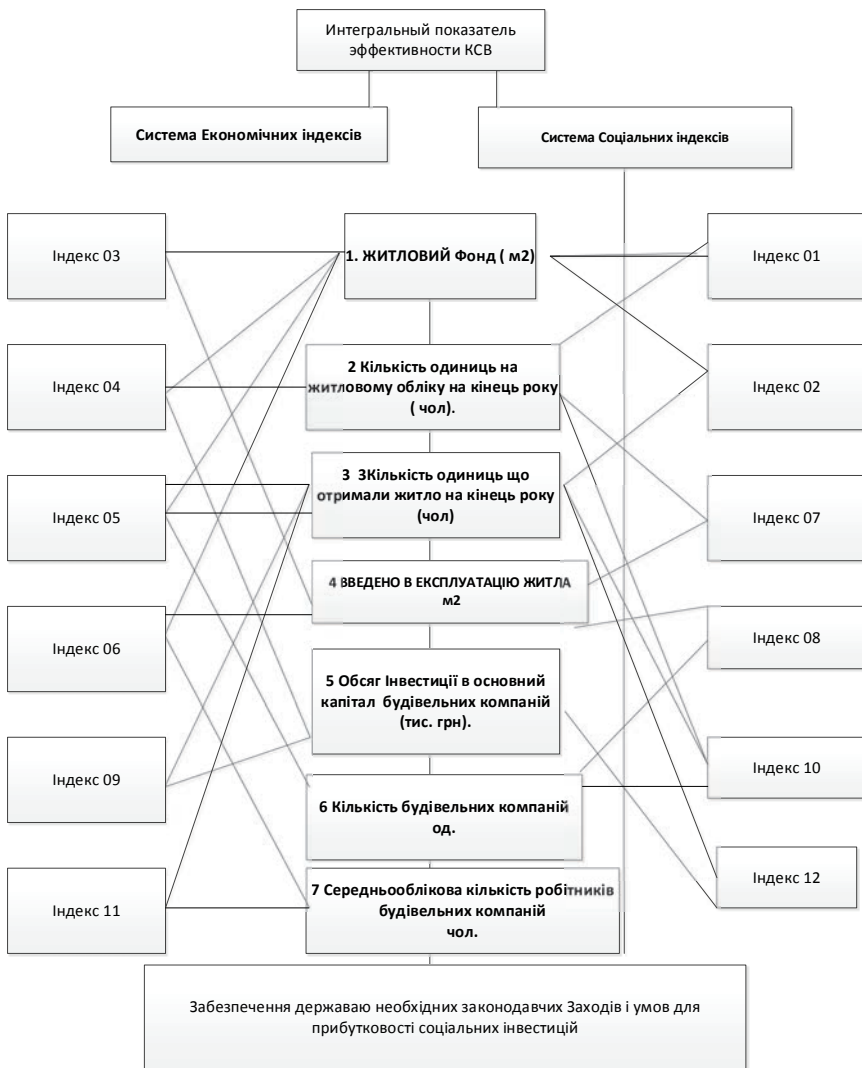 Интегральный показатель
эффективности КСВ
Система Економічних індексів
Система Соціальних індексів
Індекс 03
1. ЖИТЛОВИЙ Фонд ( м2)
Індекс 01
Індекс 04
2 Кількість одиниць на
житловому обліку на кінець року
( чол).
Індекс 02
Індекс 05
3 3Кількість одиниць що
отримали житло на кінець року
(чол)
Індекс 07
4 ВВЕДЕНО В ЕКСПЛУАТАЦІЮ ЖИТЛА
м2
Індекс 06
Індекс 08
5 Обсяг Інвестиції в основний
капітал будівельних компаній
(тис. грн).
Індекс 09
Індекс 10
6 Кількість будівельних компаній
од.
Індекс 11
7 Середньооблікова кількість робітників
будівельних компаній
чол.
Індекс 12
Забезпечення державаю необхідних законодавчих Заходів і умов для
прибутковості соціальних інвестицій